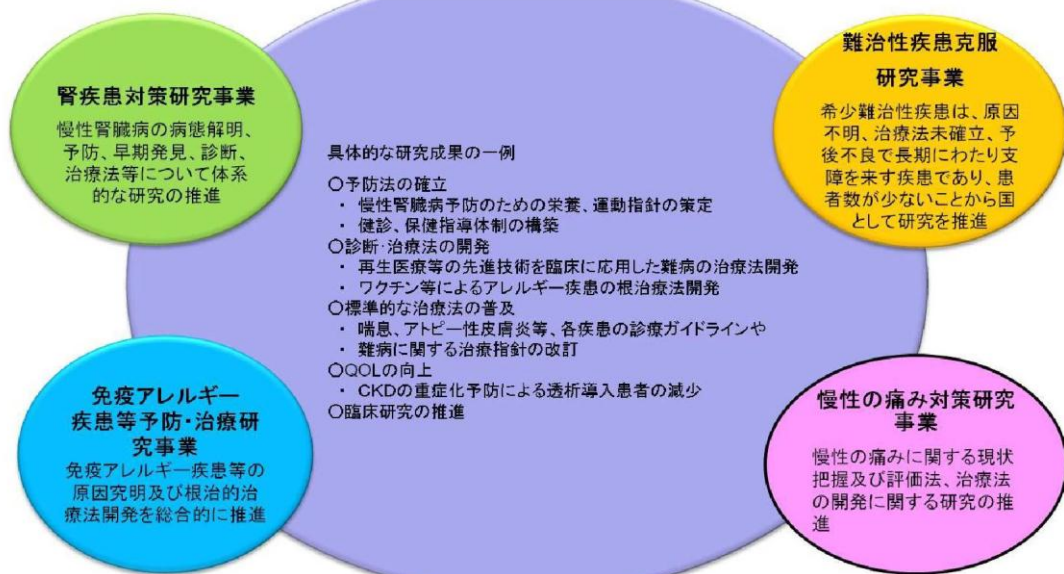 腎疾患対策研究事業
慢性腎臓病の病態解明、
予防、早期発見、診断、
治療法等について体系
的な研究の推進
難治性疾患克服
研究事業
希少難治性疾患は、原因
不明、治療法未確立、予
後不良で長期にわたり支
障を来す疾患であり、患
者数が少ないことから国
として研究を推進
具体的な研究成果の一例
○予防法の確立
・ 慢性腎臓病予防のための栄養、運動指針の策定
・ 健診、保健指導体制の構築
○診断・治療法の開発
・ 再生医療等の先進技術を臨床に応用した難病の治療法開発
・ ワクチン等によるアレルギー疾患の根治療法開発
○標準的な治療法の普及
・ 喘息、アトピー性皮膚炎等、各疾患の診療ガイドラインや
・ 難病に関する治療指針の改訂
○QOLの向上
・ CKDの重症化予防による透析導入患者の減少
○臨床研究の推進
免疫アレルギー
疾患等予防・治療研
究事業
免疫アレルギー疾患等の
原因究明及び根治的治
療法開発を総合的に推進
慢性の痛み対策研究
事業
慢性の痛みに関する現状
把握及び評価法、治療法
の開発に関する研究の推
進